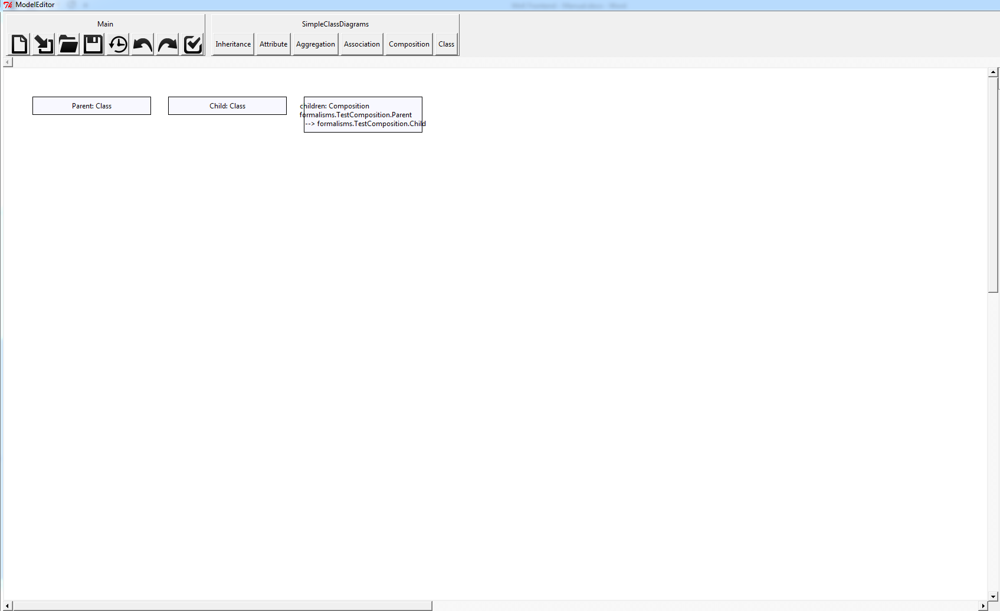 ModelEditor
Main
SimpleClassDiagrams
Inheritance
Attribute
Aggregation
Association
Composition
Class
Parent: Class
Child: Class
children: Composition
formalisms.TestComposition.Parent
--> formalisms.TestComposition.Child